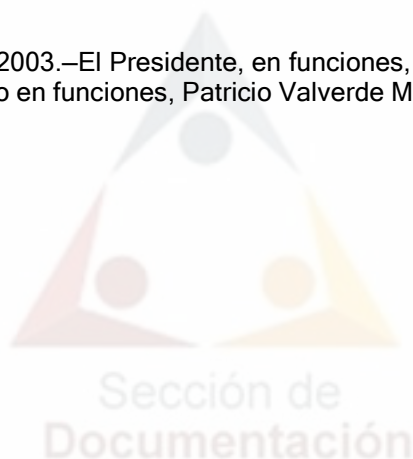 2003.–El Presidente, en funciones,
en funciones, Patricio Valverde M
Sección de
Documentación